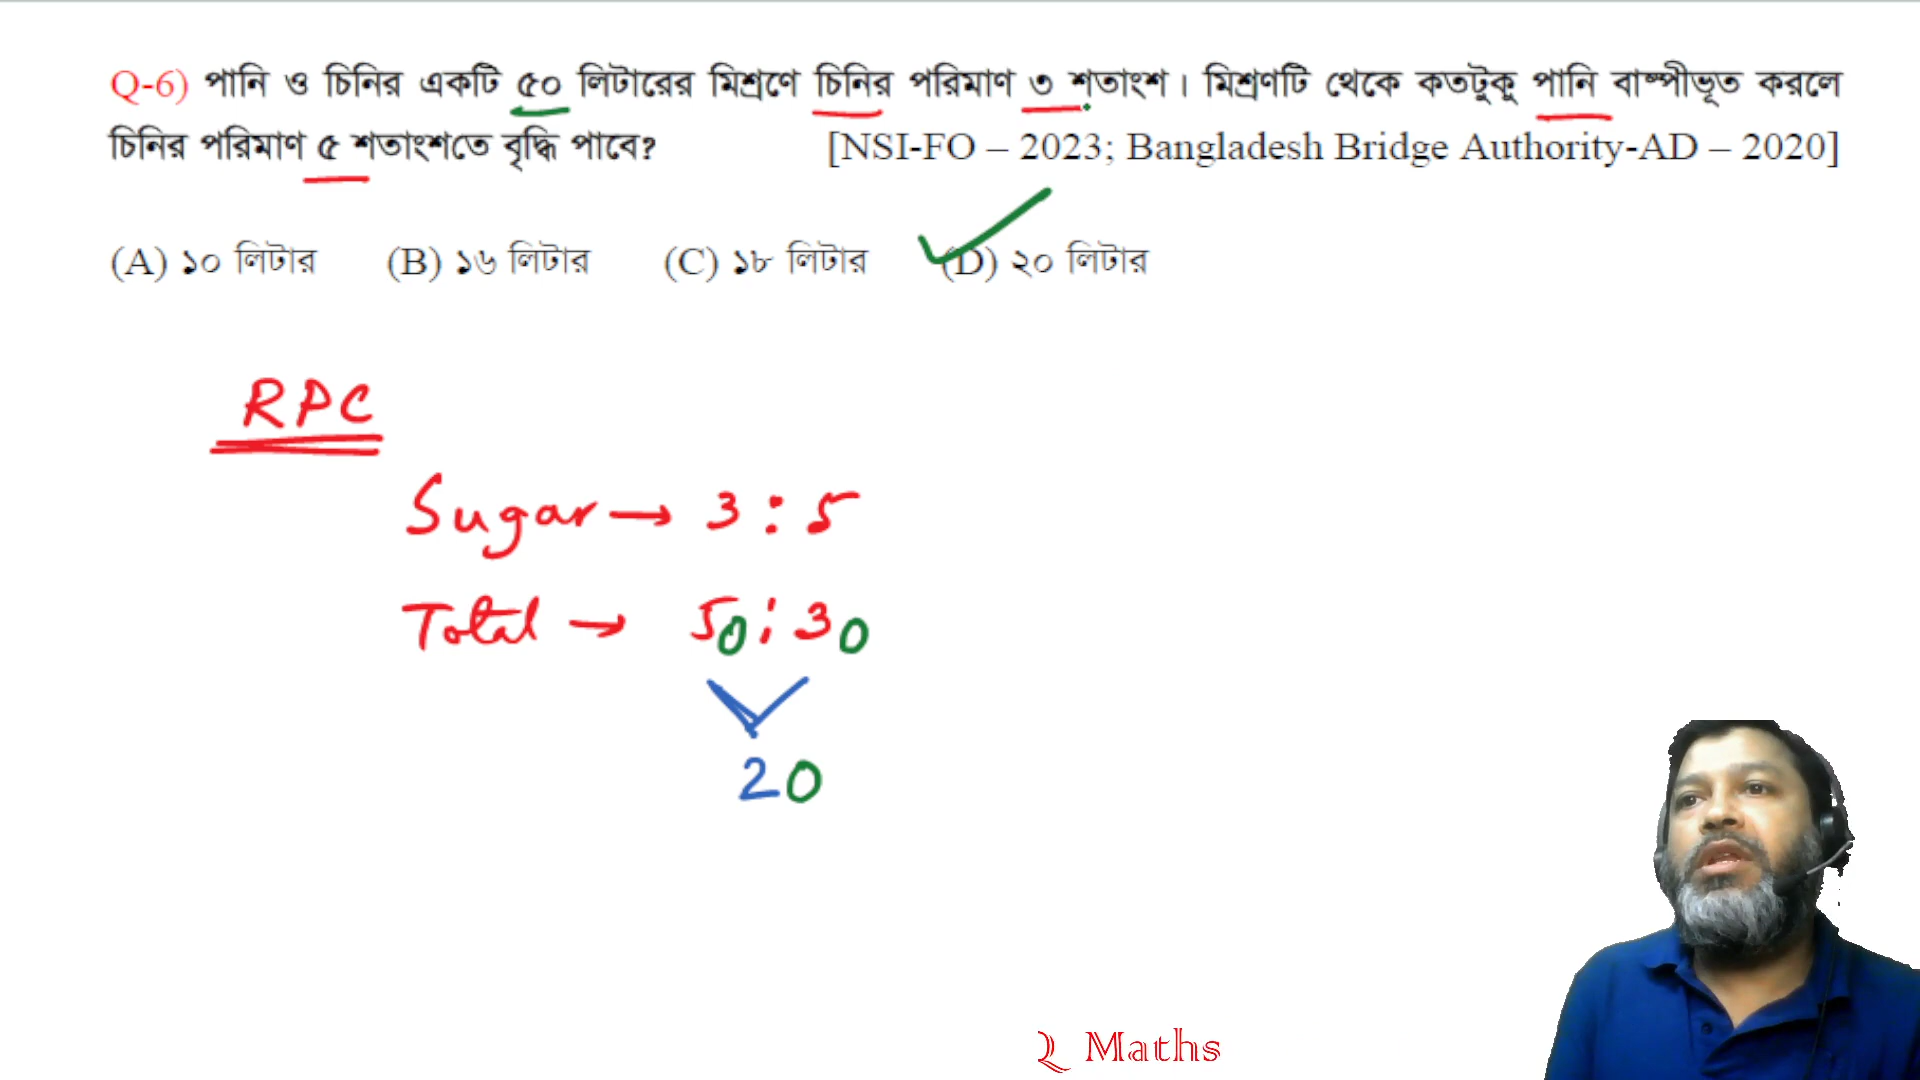 Q-6) পানি ও চিনির একটি ৫০ লিটারের মিশ্রণে চিনির পরিমাণ ৩ শতাংশ। মিশ্রণটি থেকে কতটুকু পানি বাষ্পীভূত করলে
চিনির পরিমাণ ৫ শতাংশতে বৃদ্ধি পাবে? [NSI-FO – 2023; Bangladesh Bridge Authority-AD – 2020]
(A) ১০ লিটার (B) ১৬ লিটার (C) ১৮ লিটার (D) ২০ লিটার
RPC
Sugar → 3 : 5
Total → 50 : 30
20
Q Maths